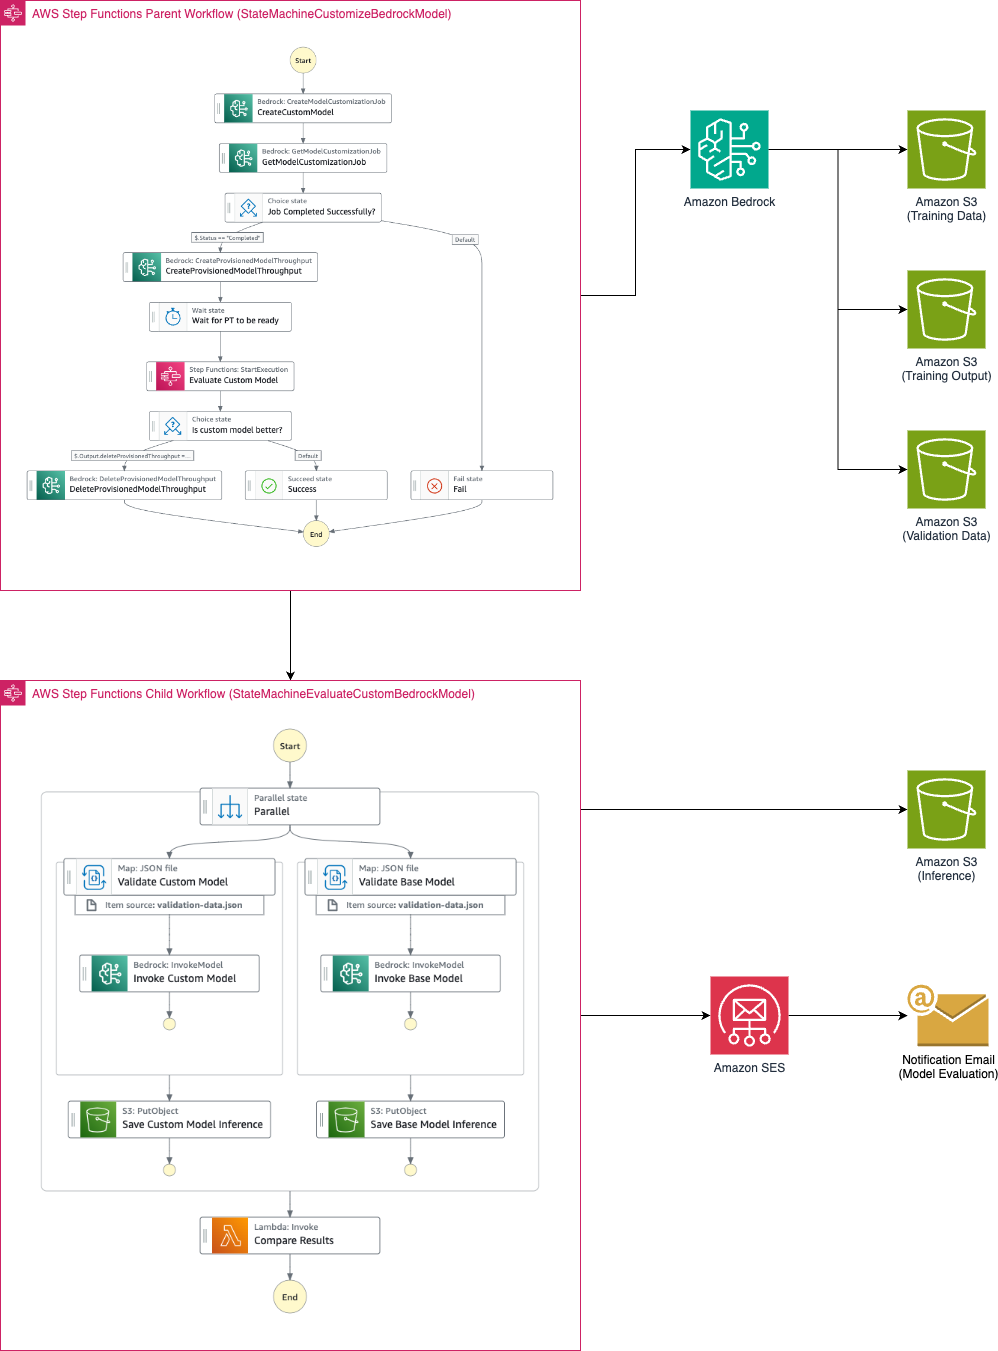 AWS Step Functions Parent Workflow (StateMachineCustomizeBedrockModel)
Start
Bedrock: CreateModelCustomizationJob
CreateCustomModel
Bedrock: GetModelCustomizationJob
GetModelCustomizationJob
Choice state
Job Completed Successfully?
$.Status == "Completed"
Default
Bedrock: CreateProvisionedModelThroughput
CreateProvisionedModelThroughput
Wait state
Wait for PT to be ready
Step Functions: StartExecution
Evaluate Custom Model
Choice state
Is custom model better?
$.Output.deleteProvisionedThroughput =...
Default
Bedrock: DeleteProvisionedModelThroughput
DeleteProvisionedModelThroughput
Succeed state
Success
Fail state
Fail
End
Amazon Bedrock
Amazon S3
(Training Data)
Amazon S3
(Training Output)
Amazon S3
(Validation Data)
AWS Step Functions Child Workflow (StateMachineEvaluateCustomBedrockModel)
Start
Parallel state
Parallel
Map: JSON file
Validate Custom Model
Item source: validation-data.json
Map: JSON file
Validate Base Model
Item source: validation-data.json
Bedrock: InvokeModel
Invoke Custom Model
Bedrock: InvokeModel
Invoke Base Model
S3: PutObject
Save Custom Model Inference
S3: PutObject
Save Base Model Inference
Lambda: Invoke
Compare Results
End
Amazon S3
(Inference)
Amazon SES
@
Notification Email
(Model Evaluation)